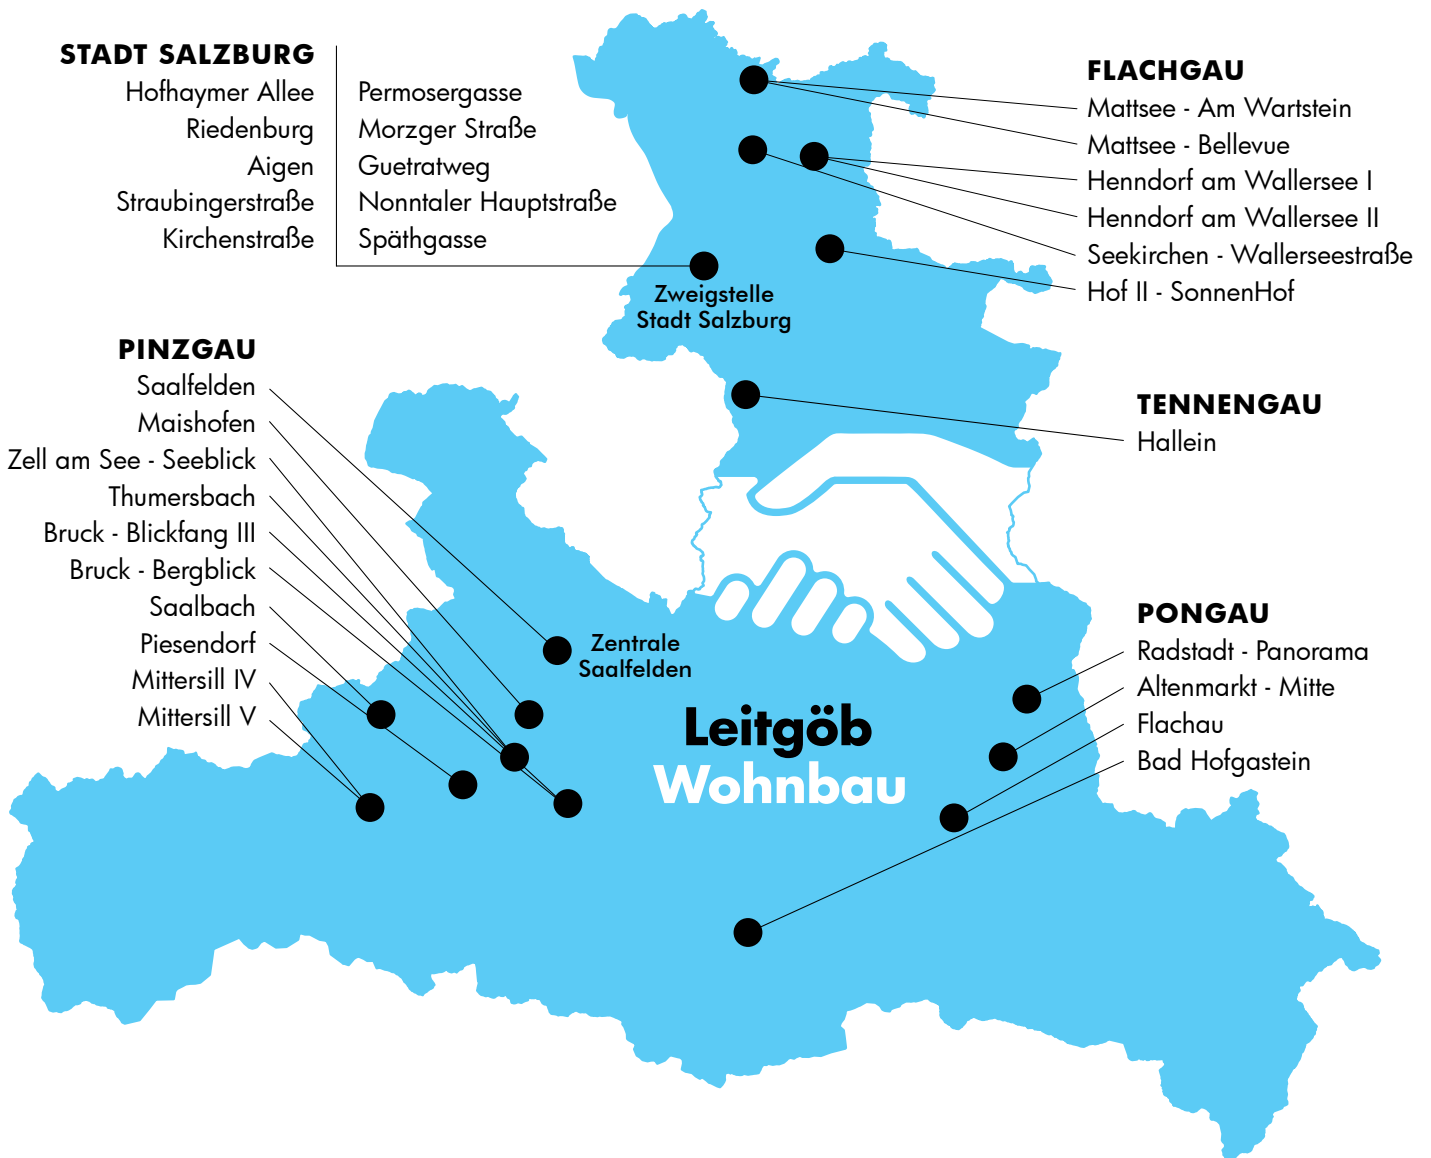 STADT SALZBURG
Hofhaymer Allee
Riedenburg
Aigen
Straubingerstraße
Kirchenstraße
Permosergasse
Morzger Straße
Guetratweg
Nonntaler Hauptstraße
Späthgasse
Zweigstelle
Stadt Salzburg
FLACHGAU
Mattsee - Am Wartstein
Mattsee - Bellevue
Henndorf am Wallersee I
Henndorf am Wallersee II
Seekirchen - Wallerseestraße
Hof II - SonnenHof
PINZGAU
Saalfelden
Maishofen
Zell am See - Seeblick
Thumersbach
Bruck - Blickfang III
Bruck - Bergblick
Saalbach
Piesendorf
Mittersill IV
Mittersill V
Zentrale
Saalfelden
TENNENGAU
Hallein
PONGAU
Radstadt - Panorama
Altenmarkt - Mitte
Flachau
Bad Hofgastein
Leitgöb
Wohnbau